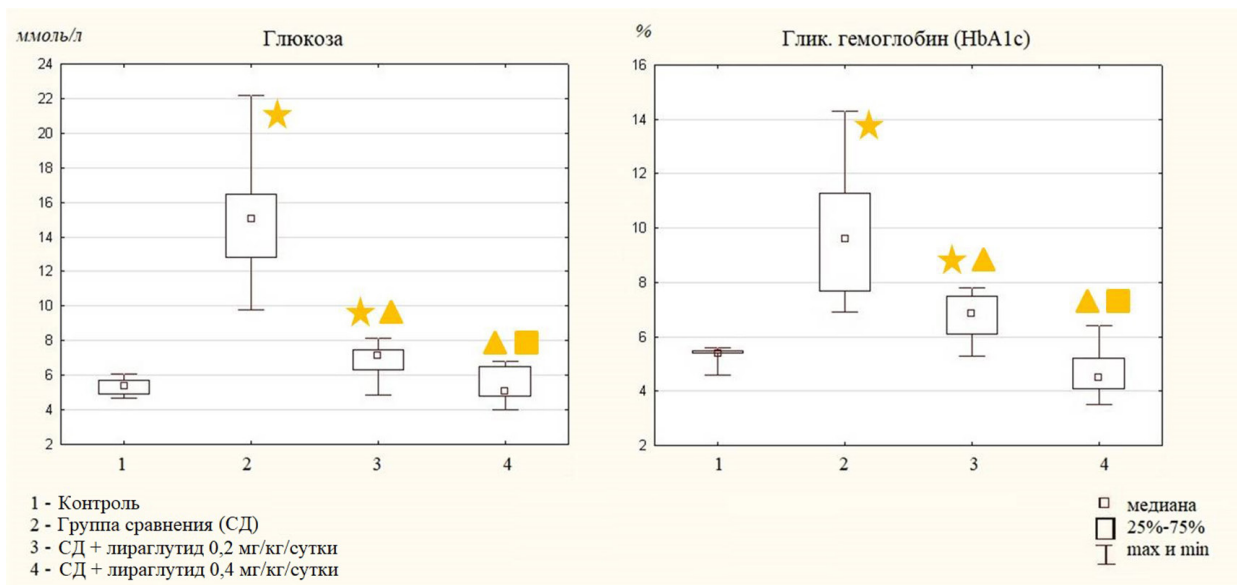 ммоль/л
Глюкоза
24
22
20
18
16
14
12
10
8
6
4
2
1 2 3 4
%
Глик. гемоглобин (HbA1c)
16
14
12
10
8
6
4
2
1 2 3 4
1 - Контроль
2 - Группа сравнения (СД)
3 - СД + лираглутид 0,2 мг/кг/сутки
4 - СД + лираглутид 0,4 мг/кг/сутки
медиана
25%-75%
max и min